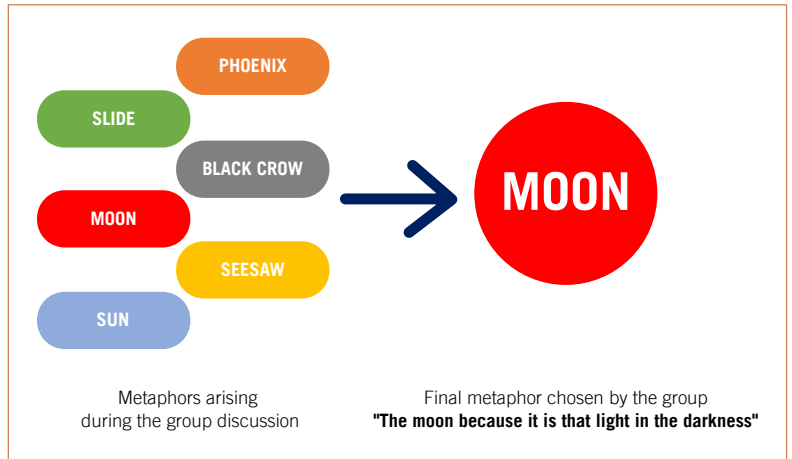 PHOENIX
SLIDE
BLACK CROW
MOON
SEESAW
SUN
MOON
Metaphors arising
during the group discussion
Final metaphor chosen by the group
"The moon because it is that light in the darkness"